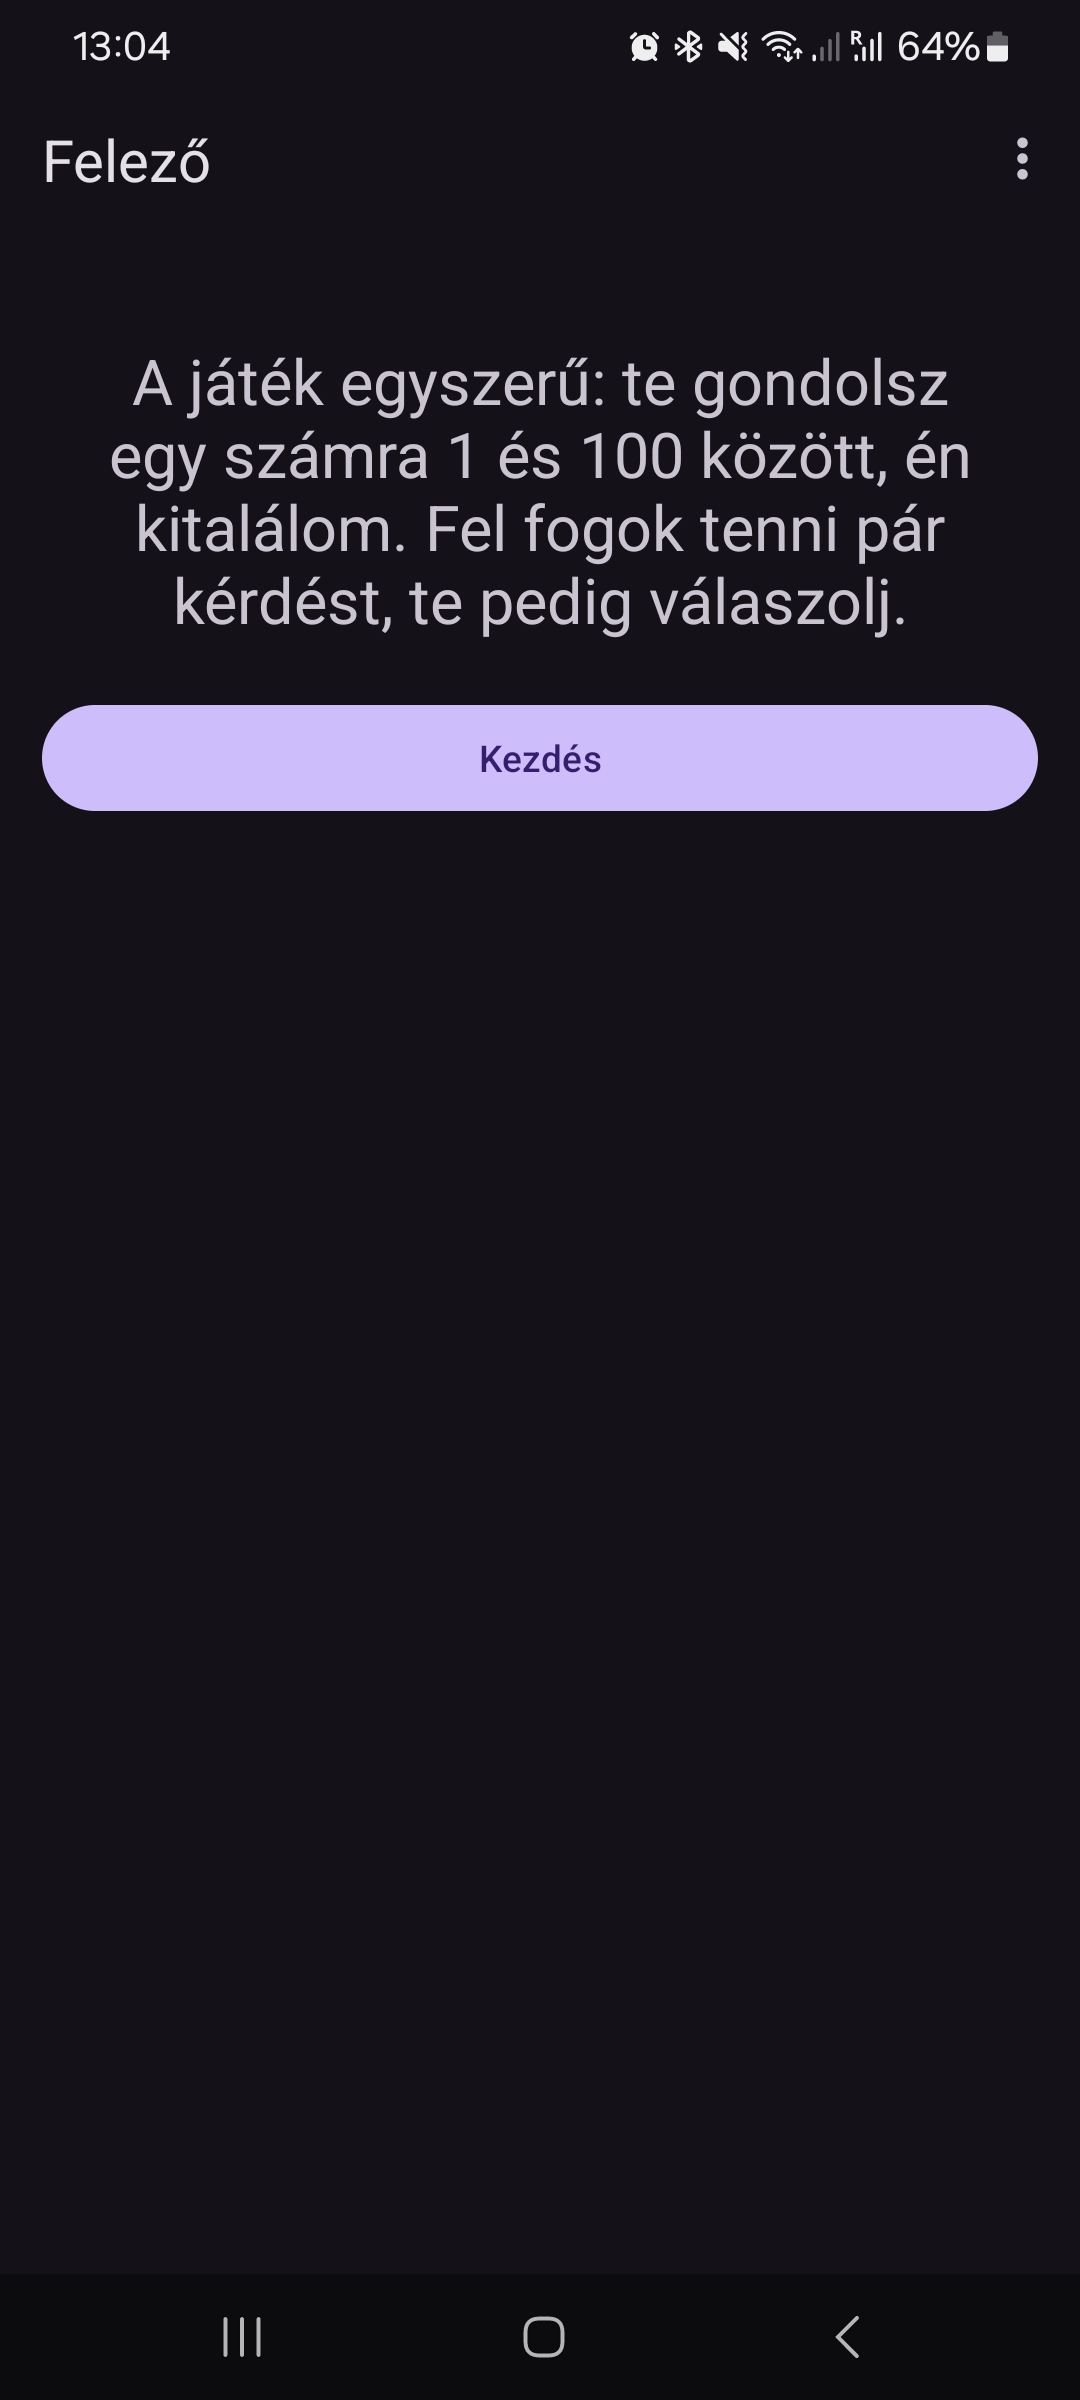 13:04
R
64%
Felező
A játék egyszerű: te gondolsz
egy számra 1 és 100 között, én
kitalálom. Fel fogok tenni pár
kérdést, te pedig válaszolj.
Kezdés